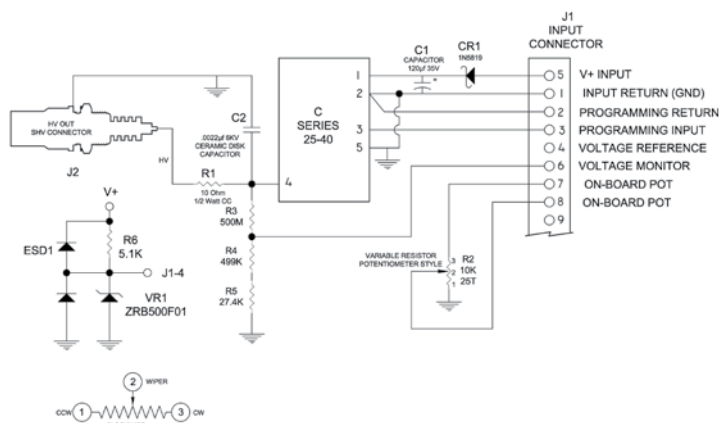 J1
INPUT
CONNECTOR
C1
CAPACITOR
120µf 35V
+
CR1
1N5819
5 V+ INPUT
1 INPUT RETURN (GND)
2 PROGRAMMING RETURN
3 PROGRAMMING INPUT
4 VOLTAGE REFERENCE
6 VOLTAGE MONITOR
7 ON-BOARD POT
8 ON-BOARD POT
9
1
2
3
5
4
C
SERIES
25-40
C2
.0022µf 6KV
CERAMIC DISK
CAPACITOR
HV OUT
SHV CONNECTOR
J2
HV
R1
10 Ohm
1/2 Watt CC
R3
500M
R4
499K
R5
27.4K
VARIABLE RESISTOR
POTENTIOMETER STYLE
3
2
1
R2
10K
25T
V+
ESD1
R6
5.1K
J1-4
VR1
ZRB500F01
2 WIPER
CCW 1
3 CW